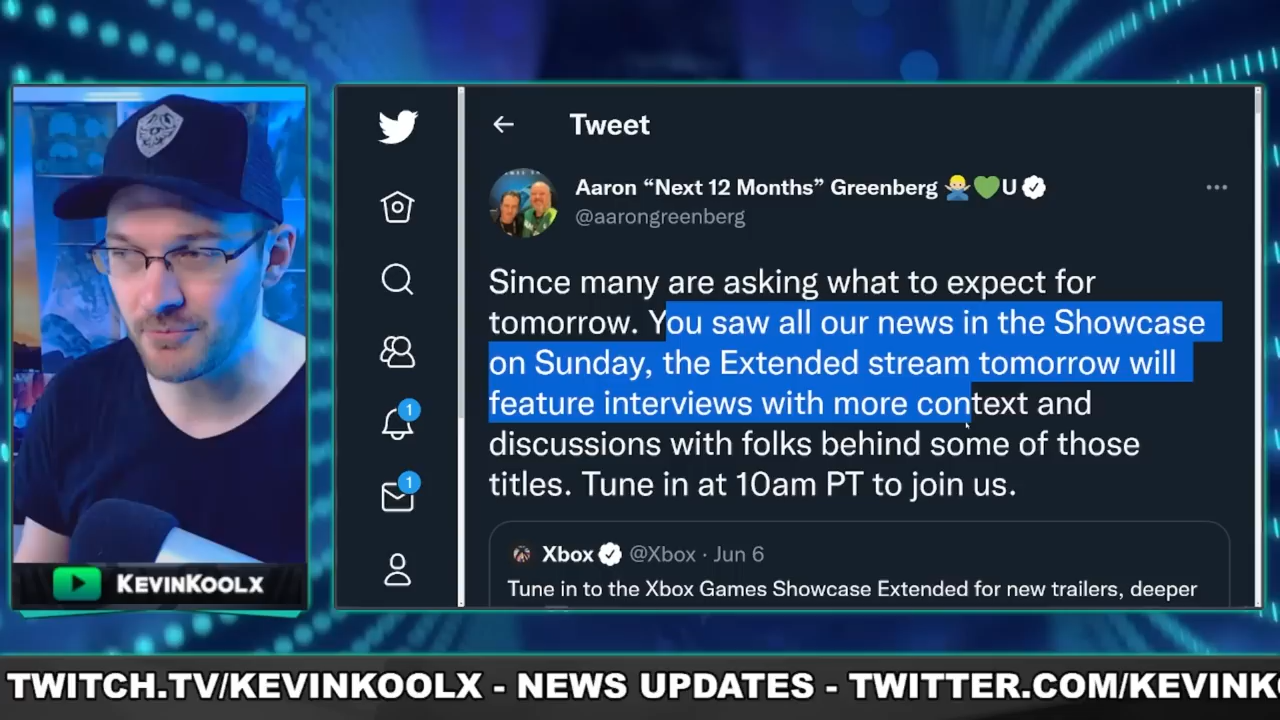 Tweet
Aaron “Next 12 Months” Greenberg 🙋🏼‍♂️💚U
@aarongreenberg
Since many are asking what to expect for
tomorrow. You saw all our news in the Showcase
on Sunday, the Extended stream tomorrow will
feature interviews with more context and
discussions with folks behind some of those
titles. Tune in at 10am PT to join us.
Xbox @Xbox · Jun 6
Tune in to the Xbox Games Showcase Extended for new trailers, deeper
1
1
KEVINKOOLX
TWITCH.TV/KEVINKOOLX - NEWS UPDATES - TWITTER.COM/KEVINK